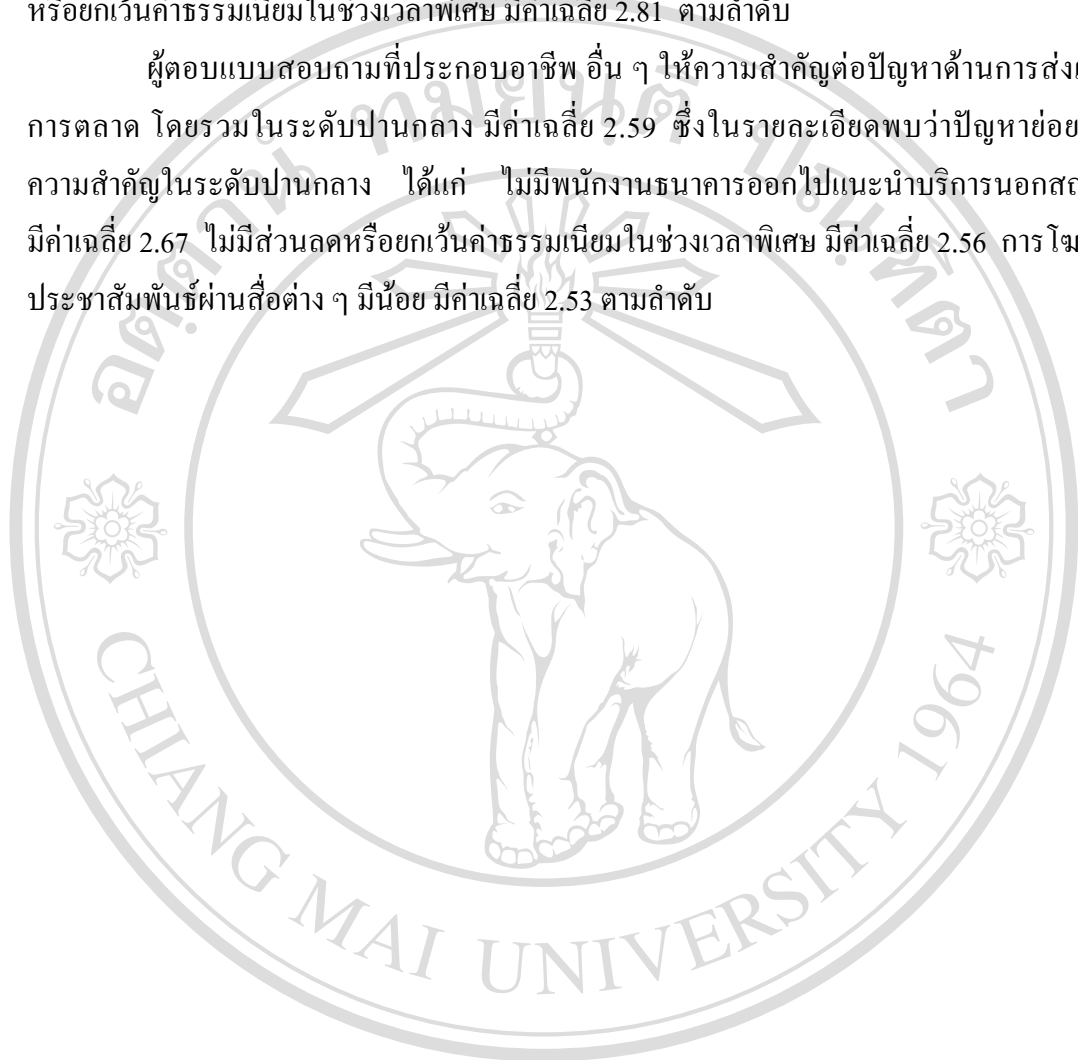 หรือยกเว้นค่าธรรมเนียมในช่วงเวลาพิเศษ มีค่าเฉลี่ย 2.81 ตามลำดับ
ผู้ตอบแบบสอบถามที่ประกอบอาชีพ อื่น ๆ ให้ความสำคัญต่อปัญหาด้านการส่ง
การตลาด โดยรวมในระดับปานกลาง มีค่าเฉลี่ย 2.59 ซึ่งในรายละเอียดพบว่าปัญหาย่อย
ความสำคัญในระดับปานกลาง ได้แก่ ไม่มีพนักงานธนาคารออกไปแนะนำบริการนอก
มีค่าเฉลี่ย 2.67 ไม่มีส่วนลดหรือยกเว้นค่าธรรมเนียมในช่วงเวลาพิเศษ มีค่าเฉลี่ย 2.56 การ
ประชาสัมพันธ์ผ่านสื่อต่าง ๆ มีน้อย มีค่าเฉลี่ย 2.53 ตามลำดับ
CHIANG MAI UNIVERSITY 1964